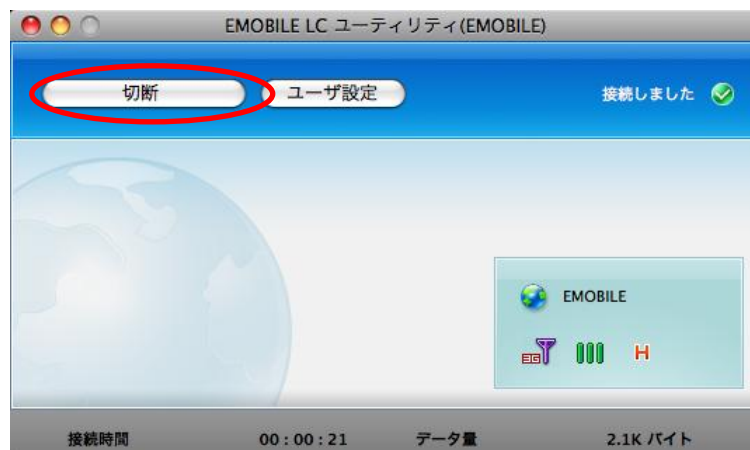 EMOBILE LC ユーティリティ(EMOBILE)
切断 ユーザ設定 接続しました
EMOBILE
EG H
接続時間 00 : 00 : 21 データ量 2.1K バイト